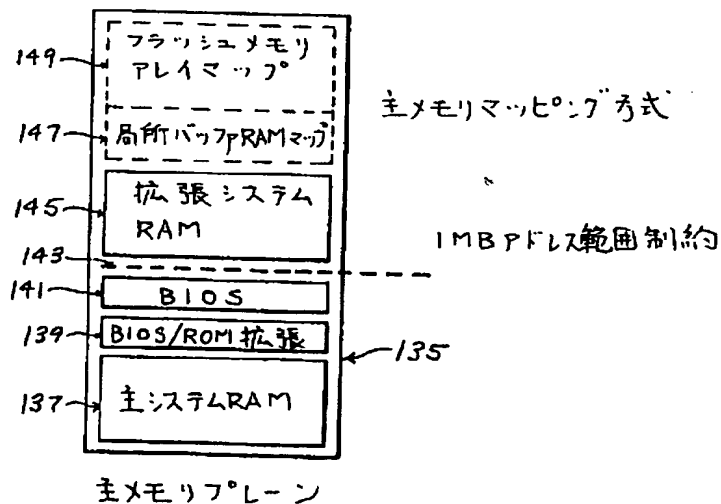 149
フラッシュメモリ
アレイマップ
主メモリマッピング方式
147
局所バッファRAMマップ
145
拡張システム
RAM
1MBアドレス範囲制約
143
141
BIOS
139
BIOS/ROM拡張
135
137
主システムRAM
主メモリプレーン